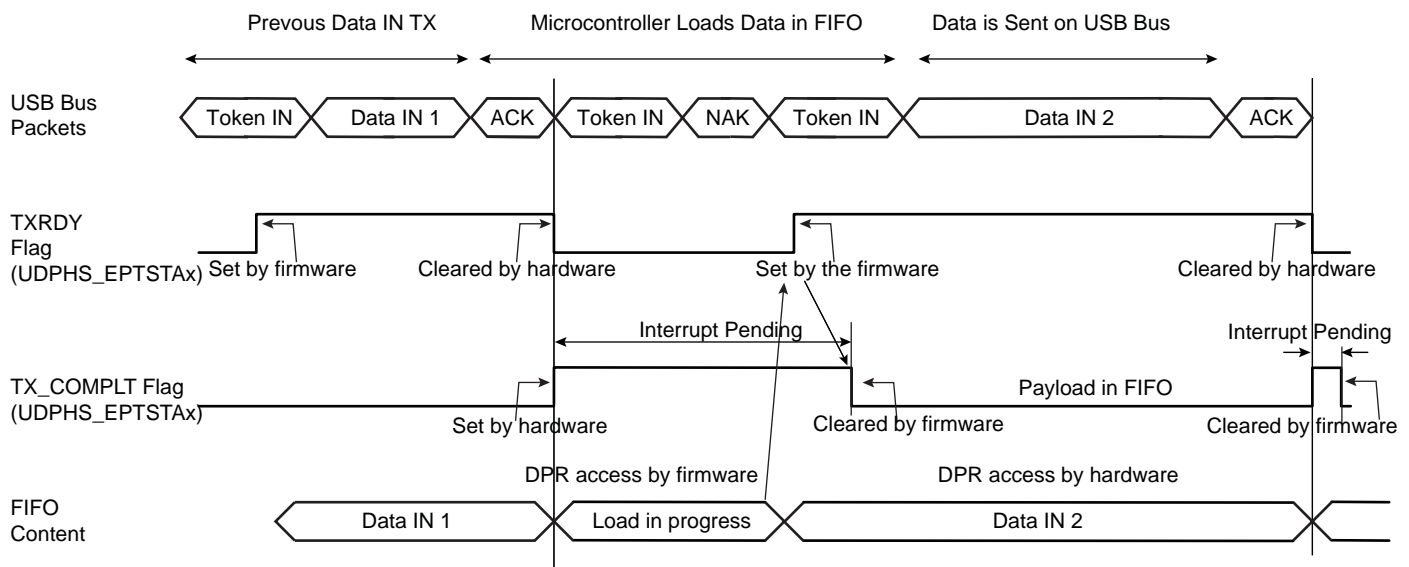 Prevous Data IN TX
Microcontroller Loads Data in FIFO
Data is Sent on USB Bus
USB Bus
Packets
Token IN
Data IN 1
ACK
Token IN
NAK
Token IN
Data IN 2
ACK
TXRDY
Flag
(UDPHS_EPTSTAx)
Set by firmware
Cleared by hardware
Set by the firmware
Cleared by hardware
Interrupt Pending
Interrupt Pending
TX_COMPLT Flag
(UDPHS_EPTSTAx)
Payload in FIFO
Set by hardware
Cleared by firmware
Cleared by firmware
DPR access by firmware
DPR access by hardware
FIFO
Content
Data IN 1
Load in progress
Data IN 2